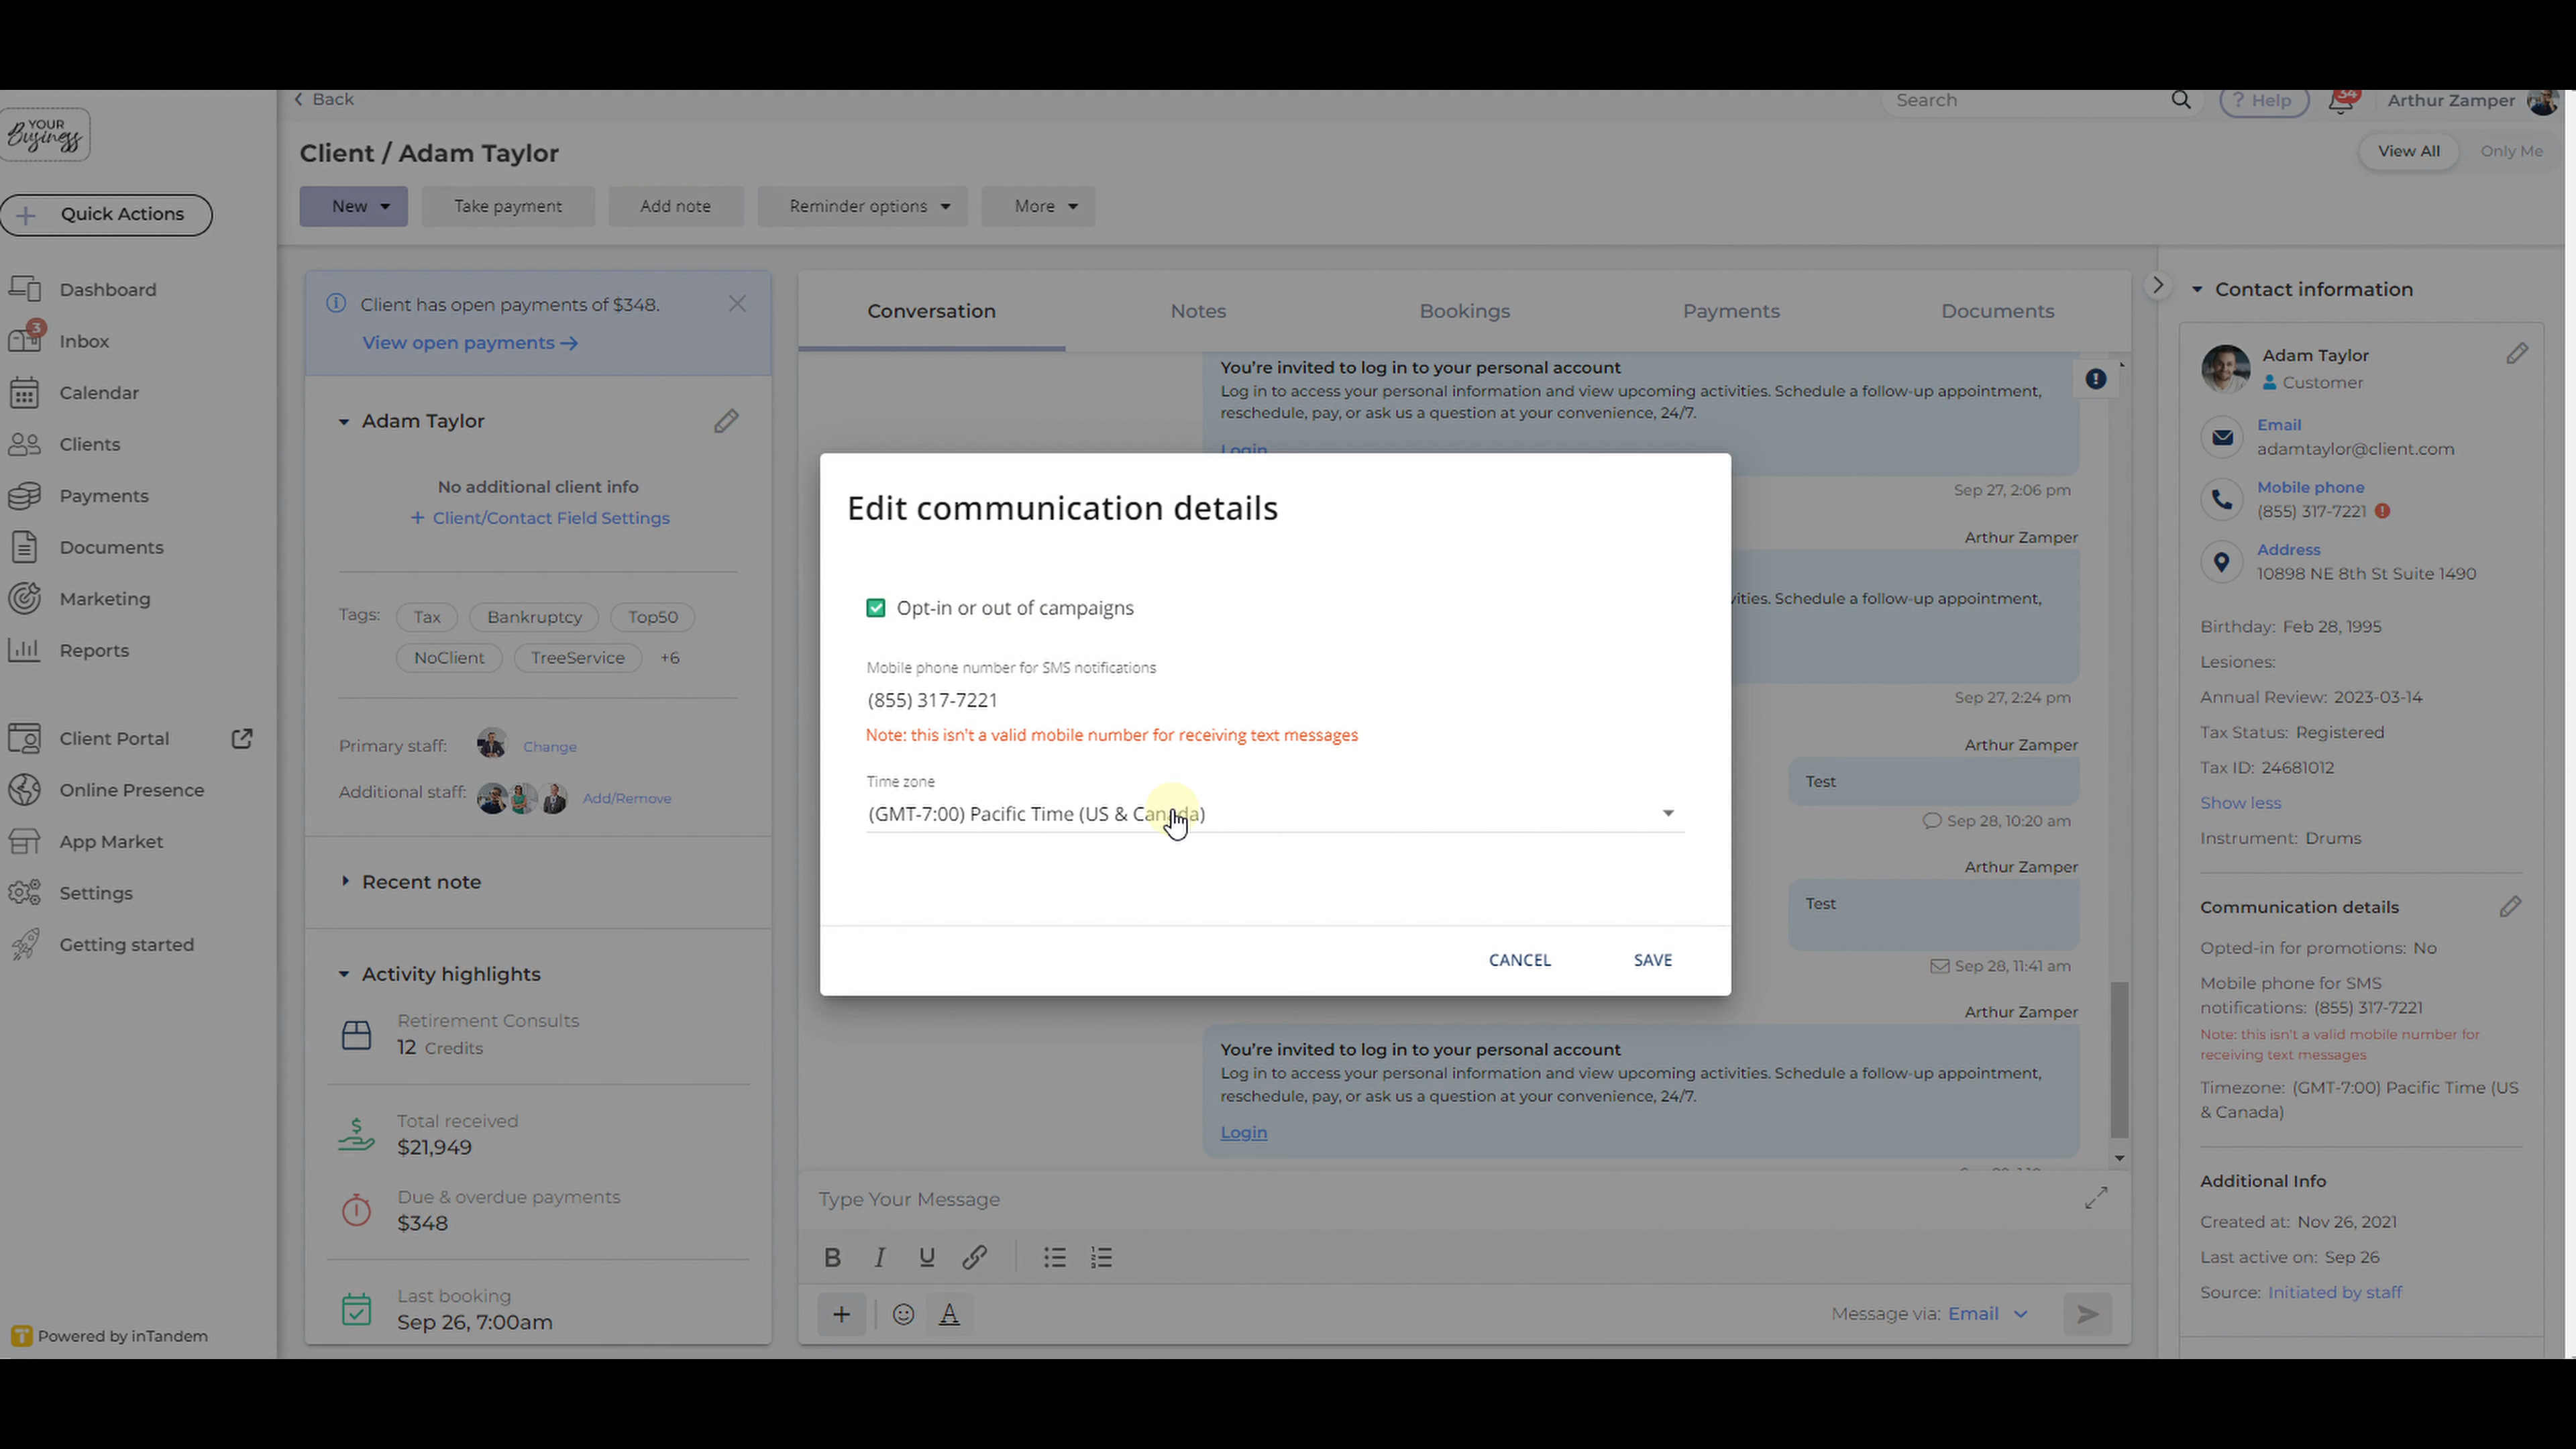 Back
Search
Help
34
Arthur Zamper
YOUR
Business
Client / Adam Taylor
View All
Only Me
Quick Actions
New
Take payment
Add note
Reminder options
More
Dashboard
3
Inbox
Calendar
Clients
Payments
Documents
Marketing
Reports
Client Portal
Online Presence
App Market
Settings
Getting started
Powered by inTandem
Client has open payments of $348.
View open payments
Adam Taylor
No additional client info
+ Client/Contact Field Settings
Tags:
Tax
Bankruptcy
Top50
NoClient
TreeService
+6
Primary staff:
Change
Additional staff:
Add/Remove
Recent note
Activity highlights
Retirement Consults
12 Credits
Total received
$21,949
Due & overdue payments
$348
Last booking
Sep 26, 7:00am
Conversation
Notes
Bookings
Payments
Documents
You’re invited to log in to your personal account
Log in to access your personal information and view upcoming activities. Schedule a follow-up appointment,
reschedule, pay, or ask us a question at your convenience, 24/7.
Login
Sep 27, 2:06 pm
Arthur Zamper
vities. Schedule a follow-up appointment,
Sep 27, 2:24 pm
Arthur Zamper
Test
Sep 28, 10:20 am
Arthur Zamper
Test
Sep 28, 11:41 am
Arthur Zamper
You’re invited to log in to your personal account
Log in to access your personal information and view upcoming activities. Schedule a follow-up appointment,
reschedule, pay, or ask us a question at your convenience, 24/7.
Login
Edit communication details
Opt-in or out of campaigns
Mobile phone number for SMS notifications
(855) 317-7221
Note: this isn't a valid mobile number for receiving text messages
Time zone
(GMT-7:00) Pacific Time (US & Canada)
CANCEL
SAVE
Type Your Message
B I U
A
Message via: Email
Contact information
Adam Taylor
Customer
Email
adamtaylor@client.com
Mobile phone
(855) 317-7221
Address
10898 NE 8th St Suite 1490
Birthday: Feb 28, 1995
Lesiones:
Annual Review: 2023-03-14
Tax Status: Registered
Tax ID: 24681012
Show less
Instrument: Drums
Communication details
Opted-in for promotions: No
Mobile phone for SMS
notifications: (855) 317-7221
Note: this isn't a valid mobile number for
receiving text messages
Timezone: (GMT-7:00) Pacific Time (US
& Canada)
Additional Info
Created at: Nov 26, 2021
Last active on: Sep 26
Source: Initiated by staff